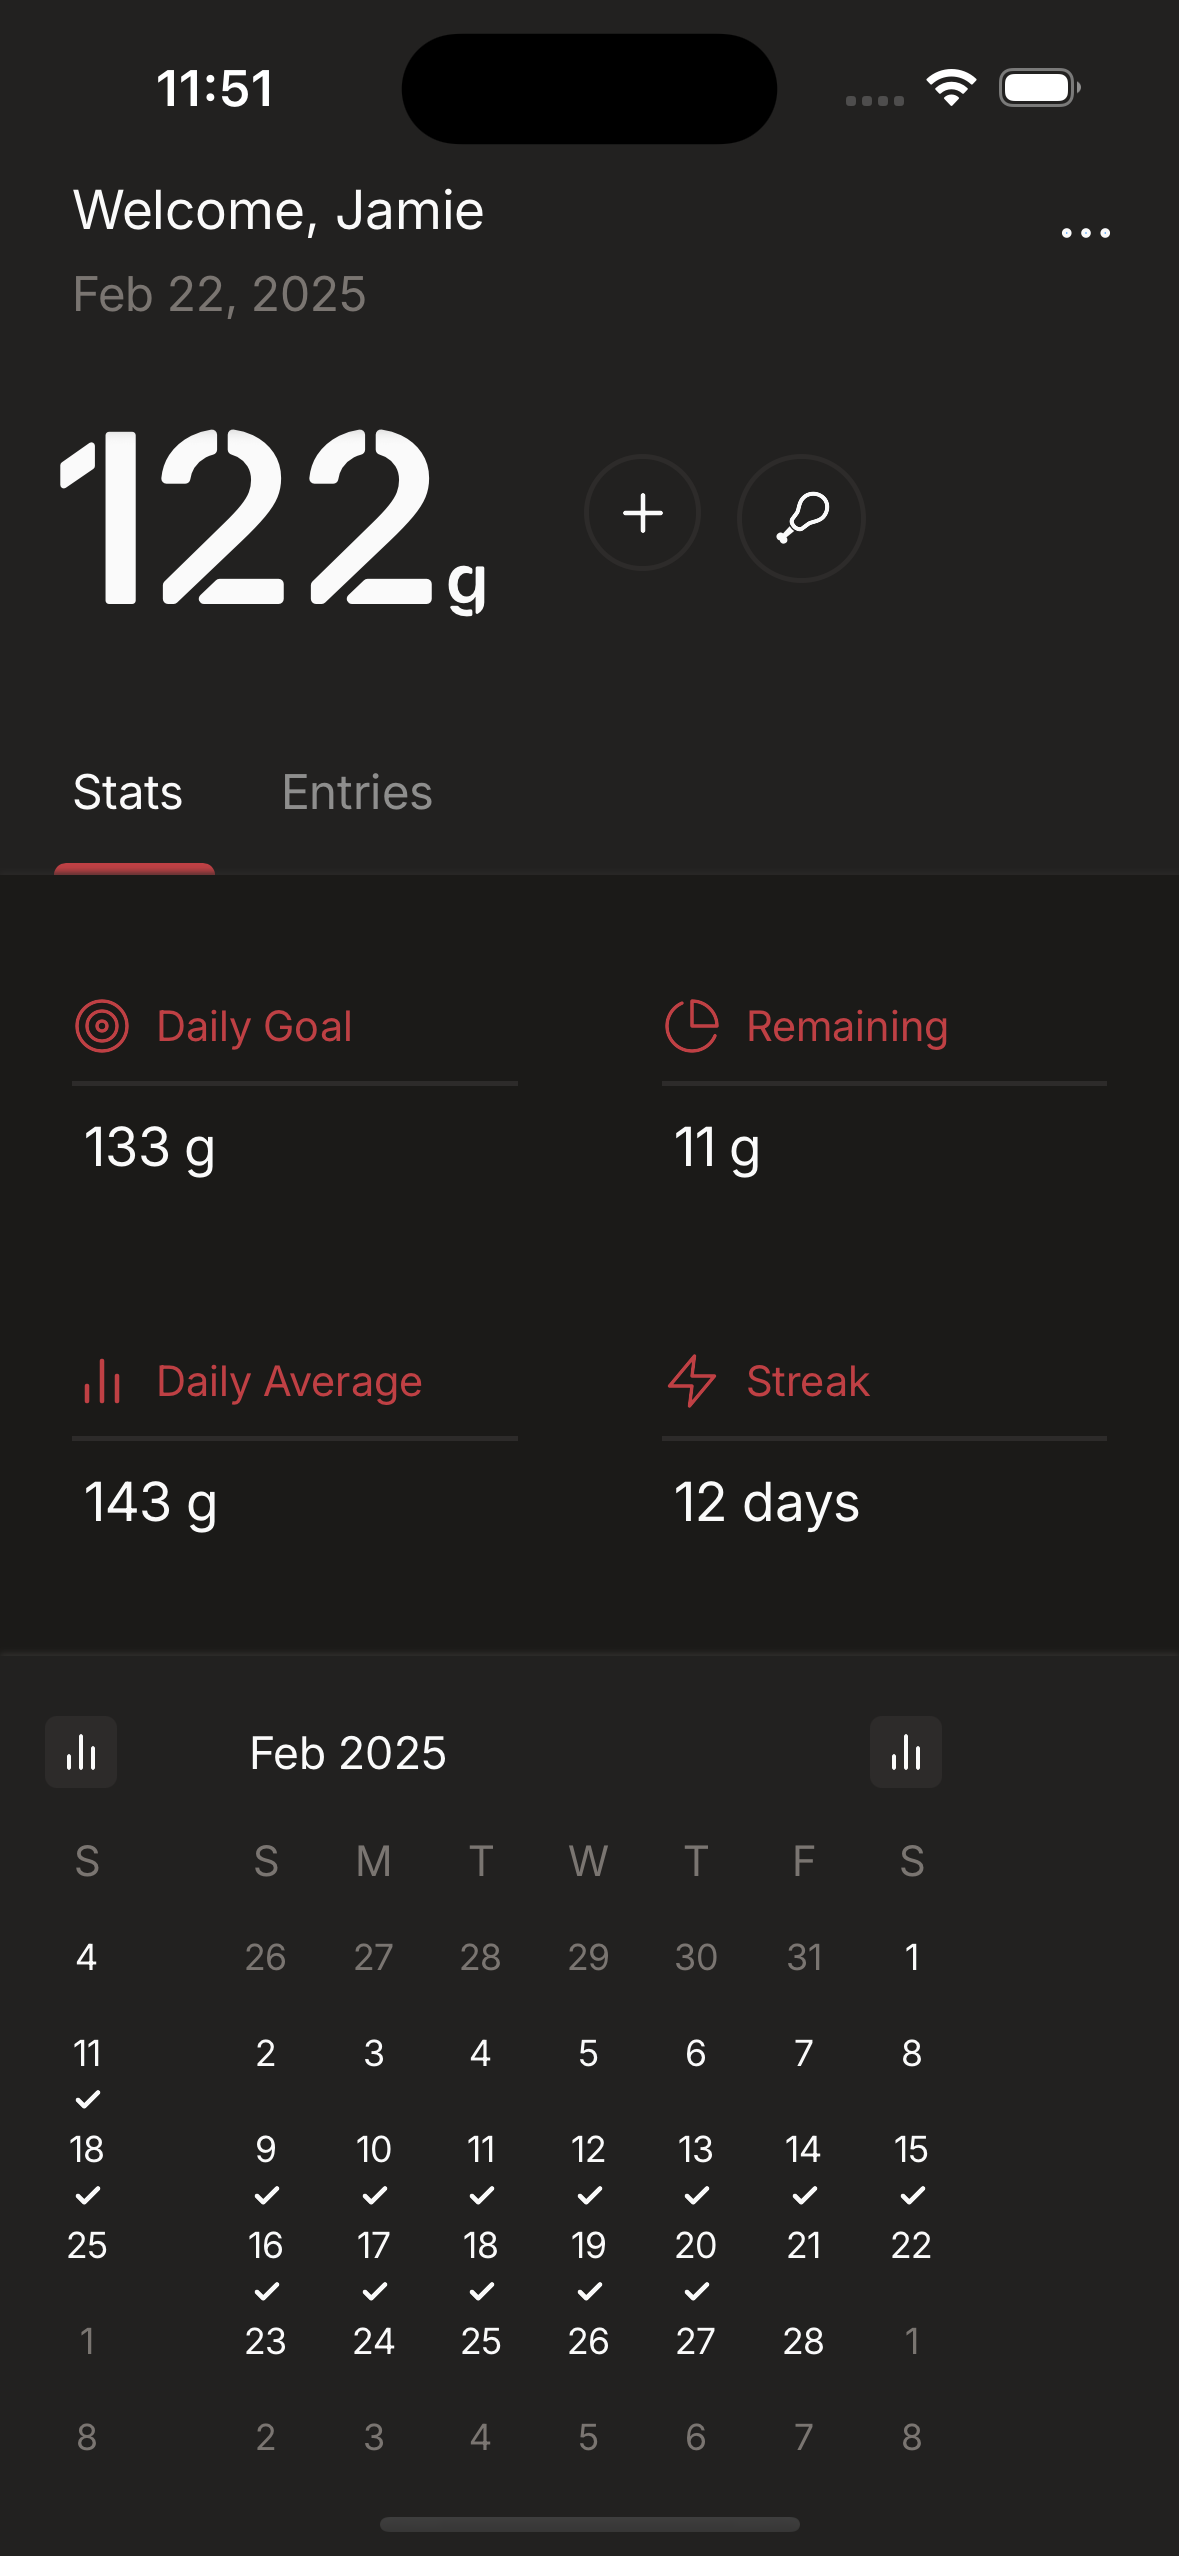 11:51
Welcome, Jamie
Feb 22, 2025
122 g
Stats Entries
Daily Goal Remaining
133 g 11 g
Daily Average Streak
143 g 12 days
Feb 2025
S S M T W T F S
4 26 27 28 29 30 31 1
11 2 3 4 5 6 7 8
18 9 10 11 12 13 14 15
25 16 17 18 19 20 21 22
1 23 24 25 26 27 28 1
8 2 3 4 5 6 7 8